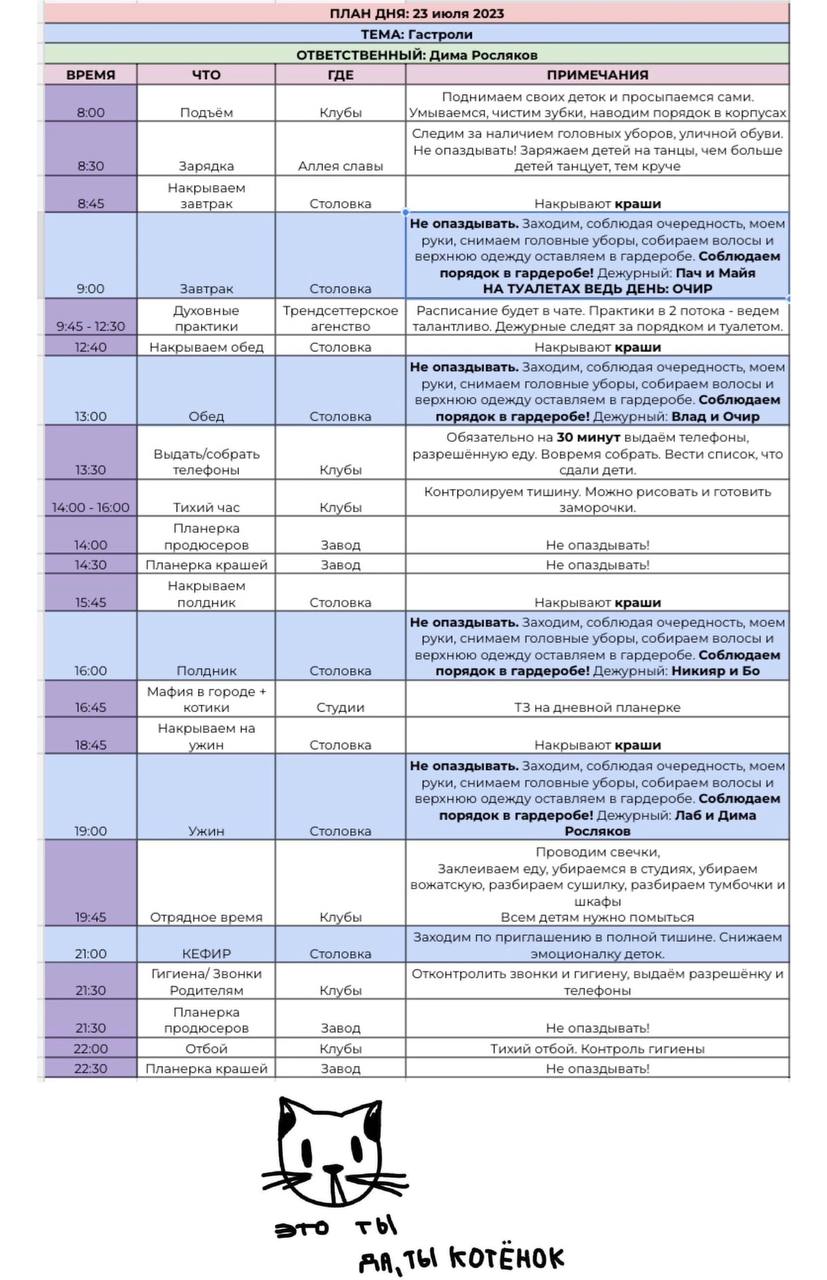 ПЛАН ДНЯ: 23 июля 2023
ТЕМА: Гастроли
ОТВЕТСТВЕННЫЙ: Дима Росляков
ВРЕМЯ ЧТО ГДЕ ПРИМЕЧАНИЯ
8:00 Подъём Клубы Поднимаем своих деток и просыпаемся сами.
Умываемся, чистим зубки, наводим порядок в корпусах
8:30 Зарядка Аллея славы Следим за наличием головных уборов, уличной обуви.
Не опаздывать! Заряжаем детей на танцы, чем больше
детей танцует, тем круче
8:45 Накрываем
завтрак Столовка Накрывают краши
9:00 Завтрак Столовка Не опаздывать. Заходим, соблюдая очередность, моем
руки, снимаем головные уборы, собираем волосы и
верхнюю одежду оставляем в гардеробе. Соблюдаем
порядок в гардеробе! Дежурный: Пач и Майя
НА ТУАЛЕТАХ ВЕДЬ ДЕНЬ: ОЧИР
9:45 - 12:30 Духовные
практики Трендсеттерское
агенство Расписание будет в чате. Практики в 2 потока - ведем
талантливо. Дежурные следят за порядком и туалетом.
12:40 Накрываем обед Столовка Накрывают краши
13:00 Обед Столовка Не опаздывать. Заходим, соблюдая очередность, моем
руки, снимаем головные уборы, собираем волосы и
верхнюю одежду оставляем в гардеробе. Соблюдаем
порядок в гардеробе! Дежурный: Влад и Очир
13:30 Выдать/собрать
телефоны Клубы Обязательно на 30 минут выдаём телефоны,
разрешённую еду. Вовремя собрать. Вести список, что
сдали дети.
14:00 - 16:00 Тихий час Клубы Контролируем тишину. Можно рисовать и готовить
заморочки.
14:00 Планерка
продюсеров Завод Не опаздывать!
14:30 Планерка крашей Завод Не опаздывать!
15:45 Накрываем
полдник Столовка Накрывают краши
16:00 Полдник Столовка Не опаздывать. Заходим, соблюдая очередность, моем
руки, снимаем головные уборы, собираем волосы и
верхнюю одежду оставляем в гардеробе. Соблюдаем
порядок в гардеробе! Дежурный: Никияр и Бо
16:45 Мафия в городе +
котики Студии ТЗ на дневной планерке
18:45 Накрываем на
ужин Столовка Накрывают краши
19:00 Ужин Столовка Не опаздывать. Заходим, соблюдая очередность, моем
руки, снимаем головные уборы, собираем волосы и
верхнюю одежду оставляем в гардеробе. Соблюдаем
порядок в гардеробе! Дежурный: Лаб и Дима
Росляков
19:45 Отрядное время Клубы Проводим свечки,
Заклеиваем еду, убираемся в студиях, убираем
вожатскую, разбираем сушилку, разбираем тумбочки и
шкафы
Всем детям нужно помыться
21:00 КЕФИР Столовка Заходим по приглашению в полной тишине. Снижаем
эмоционалку деток.
21:30 Гигиена/ Звонки
Родителям Клубы Отконтролить звонки и гигиену, выдаём разрешёнку и
телефоны
21:30 Планерка
продюсеров Завод Не опаздывать!
22:00 Отбой Клубы Тихий отбой. Контроль гигиены
22:30 Планерка крашей Завод Не опаздывать!
это ты
ДА, ТЫ КОТЁНОК